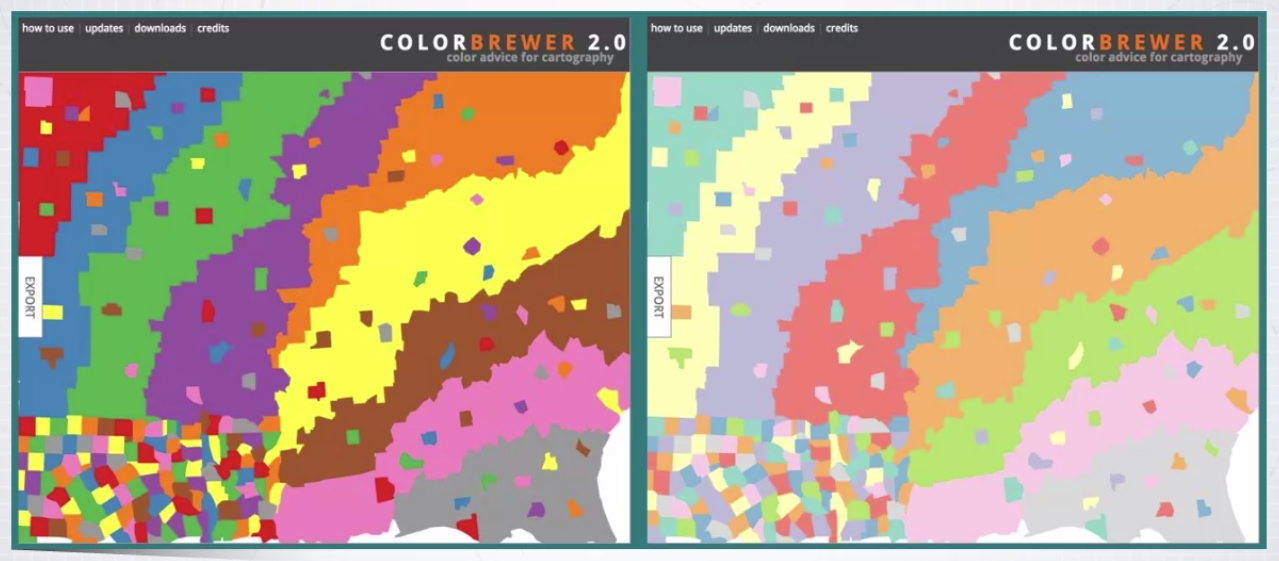 how to use | updates | downloads | credits
COLORBREWER 2.0
color advice for cartography
EXPORT
how to use | updates | downloads | credits
COLORBREWER 2.0
color advice for cartography
EXPORT